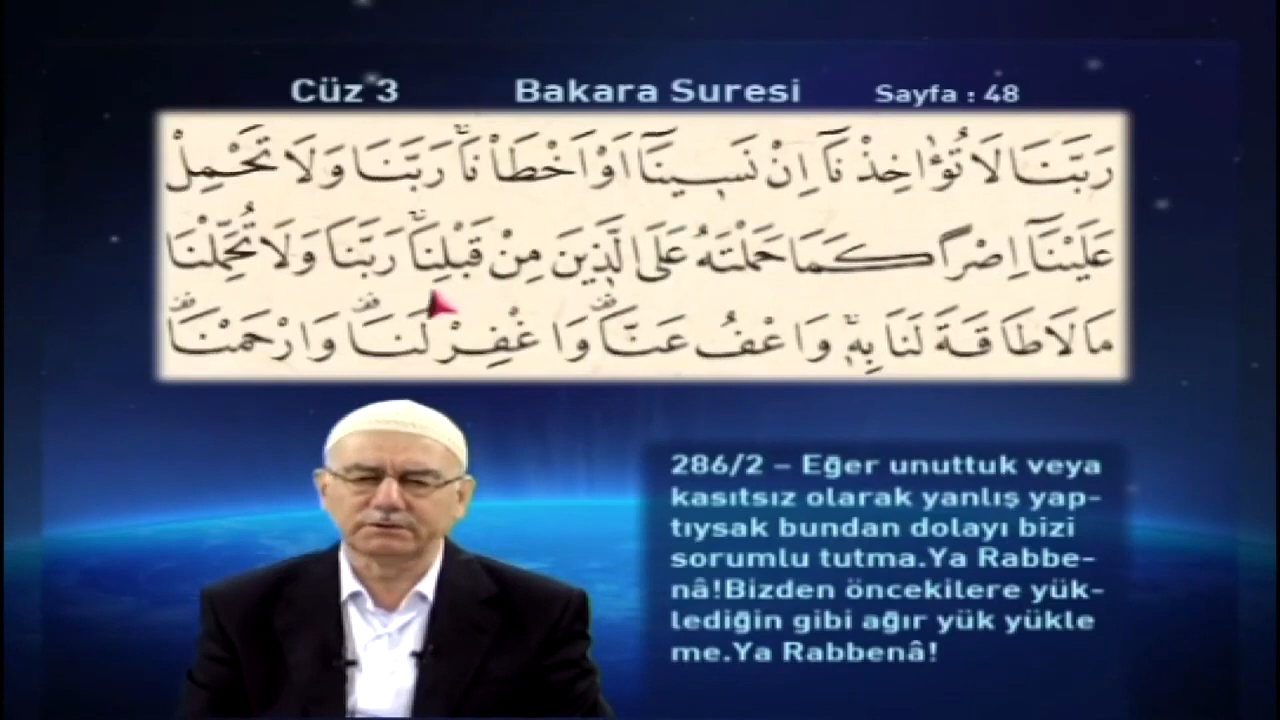 Cüz 3 Bakara Suresi Sayfa : 48
رَبَّنَا لَا تُؤَاخِذْنَٓا اِنْ نَسٖينَٓا اَوْ اَخْطَأْنَاۚ رَبَّنَا وَلَا تَحْمِلْ
عَلَيْنَٓا اِصْرًا كَمَا حَمَلْتَهُ عَلَى الَّذٖينَ مِنْ قَبْلِنَاۚ رَبَّنَا وَلَا تُحَمِّلْنَا
مَا لَا طَاقَةَ لَنَا بِهٖۚ وَاعْفُ عَنَّاࣞ وَاغْفِرْ لَنَاࣞ وَارْحَمْنَاࣞ
286/2 – Eğer unuttuk veya
kasıtsız olarak yanlış yap-
tıysak bundan dolayı bizi
sorumlu tutma.Ya Rabbe-
nâ!Bizden öncekilere yük-
lediğin gibi ağır yük yükle
me.Ya Rabbenâ!